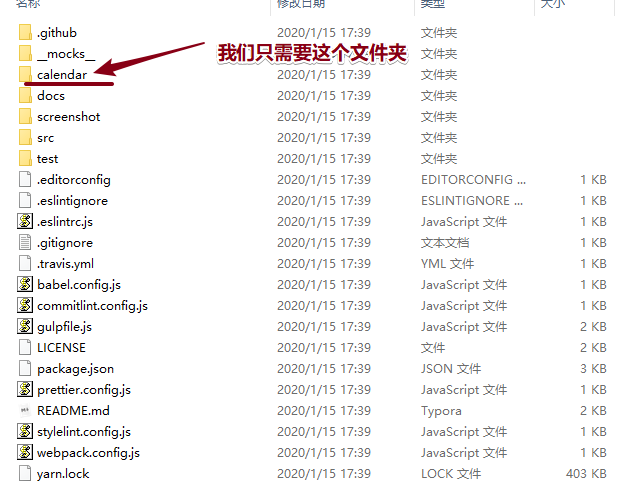 名称 修改日期 类型 大小
.github 2020/1/15 17:39 文件夹
__mocks__ 2020/1/15 17:39 文件夹
我们只需要这个文件夹
calendar 2020/1/15 17:39 文件夹
docs 2020/1/15 17:39 文件夹
screenshot 2020/1/15 17:39 文件夹
src 2020/1/15 17:39 文件夹
test 2020/1/15 17:39 文件夹
.editorconfig 2020/1/15 17:39 EDITORCONFIG ... 1 KB
.eslintignore 2020/1/15 17:39 ESLINTIGNORE ... 1 KB
.eslintrc.js 2020/1/15 17:39 JavaScript 文件 1 KB
.gitignore 2020/1/15 17:39 文本文档 1 KB
.travis.yml 2020/1/15 17:39 YML 文件 1 KB
babel.config.js 2020/1/15 17:39 JavaScript 文件 1 KB
commitlint.config.js 2020/1/15 17:39 JavaScript 文件 1 KB
gulpfile.js 2020/1/15 17:39 JavaScript 文件 2 KB
LICENSE 2020/1/15 17:39 文件 2 KB
package.json 2020/1/15 17:39 JSON 文件 3 KB
prettier.config.js 2020/1/15 17:39 JavaScript 文件 1 KB
README.md 2020/1/15 17:39 Typora 2 KB
stylelint.config.js 2020/1/15 17:39 JavaScript 文件 1 KB
webpack.config.js 2020/1/15 17:39 JavaScript 文件 1 KB
yarn.lock 2020/1/15 17:39 LOCK 文件 403 KB